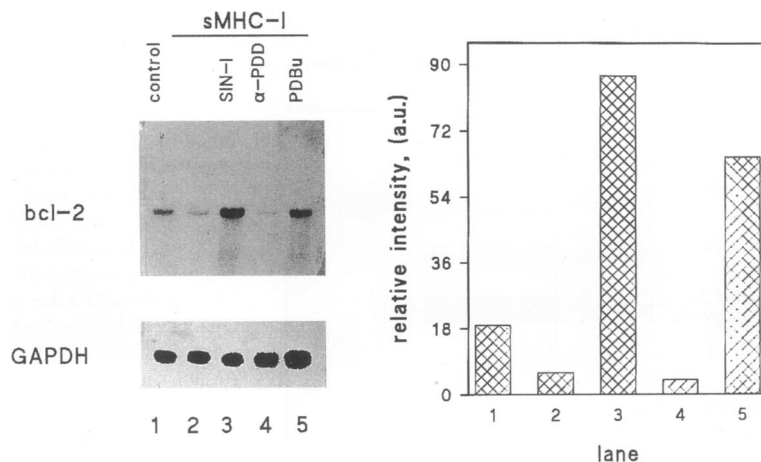 sMHC-I
control
SIN-I
α-PDD
PDBu
bcl-2
GAPDH
1 2 3 4 5
relative intensity, (a.u.)
90
72
54
36
18
0
1 2 3 4 5
lane